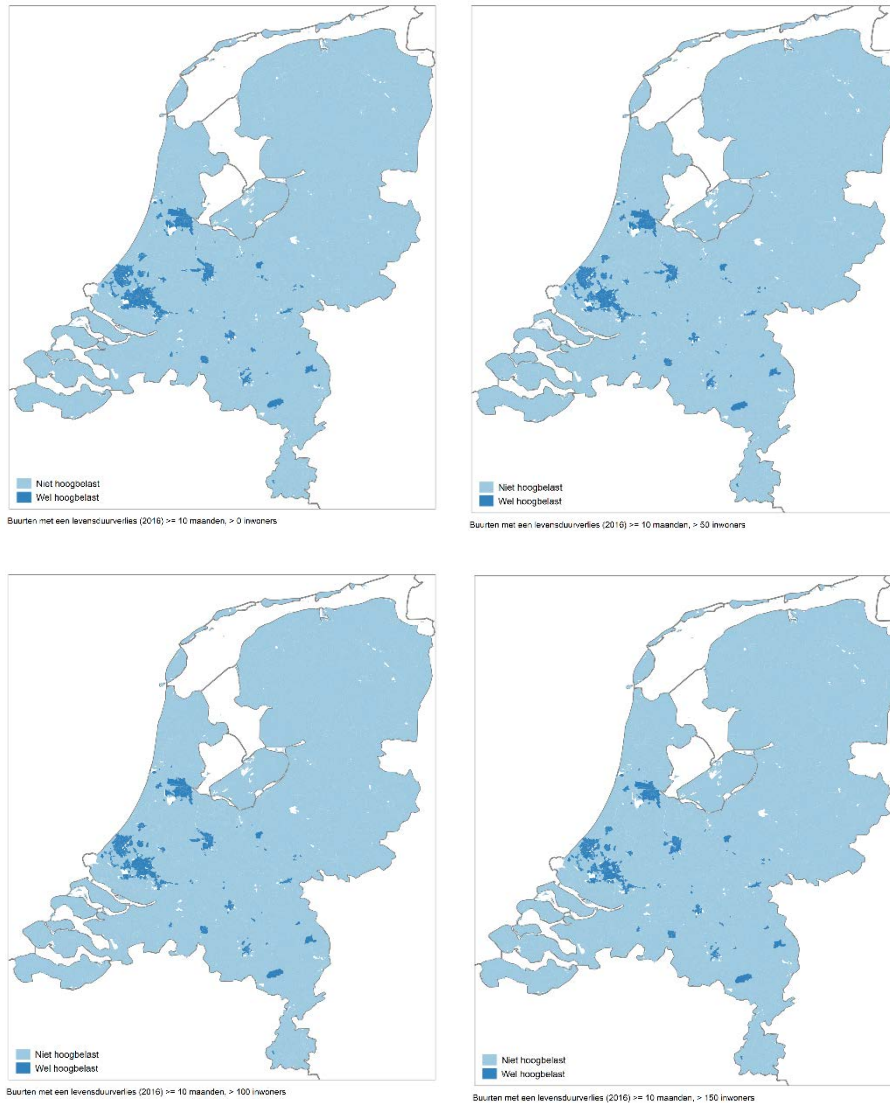 Niet hoogbelast
Wel hoogbelast
Buurten met een levensduurverlies (2016) >= 10 maanden, > 0 inwoners
Niet hoogbelast
Wel hoogbelast
Buurten met een levensduurverlies (2016) >= 10 maanden, > 50 inwoners
Niet hoogbelast
Wel hoogbelast
Buurten met een levensduurverlies (2016) >= 10 maanden, > 100 inwoners
Niet hoogbelast
Wel hoogbelast
Buurten met een levensduurverlies (2016) >= 10 maanden, > 150 inwoners